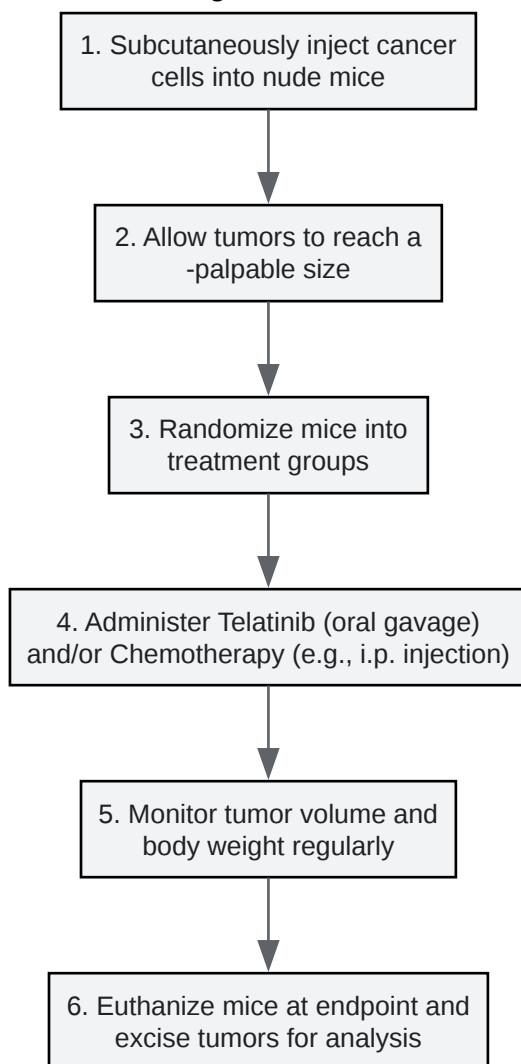 1. Subcutaneously inject cancer
cells into nude mice
2. Allow tumors to reach a
-palpable size
3. Randomize mice into
treatment groups
4. Administer Telatinib (oral gavage)
and/or Chemotherapy (e.g., i.p. injection)
5. Monitor tumor volume and
body weight regularly
6. Euthanize mice at endpoint and
excise tumors for analysis